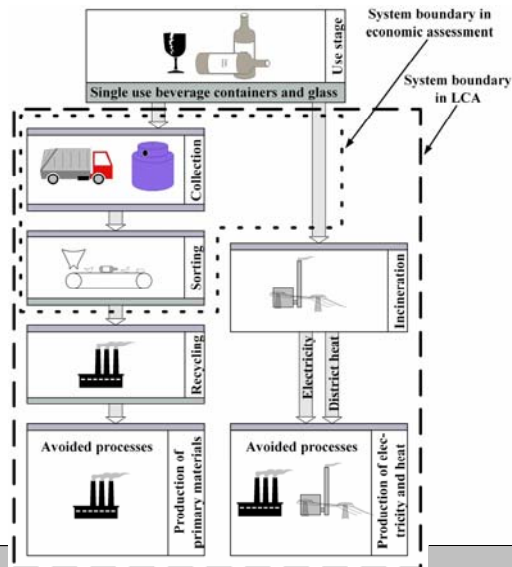 System boundary in
economic assessment
System boundary
in LCA
Use stage
Single use beverage containers and glass
Collection
Sorting
Incineration
Recycling
Electricity
District heat
Avoided processes
Production of
primary materials
Avoided processes
Production of elec-
tricity and heat